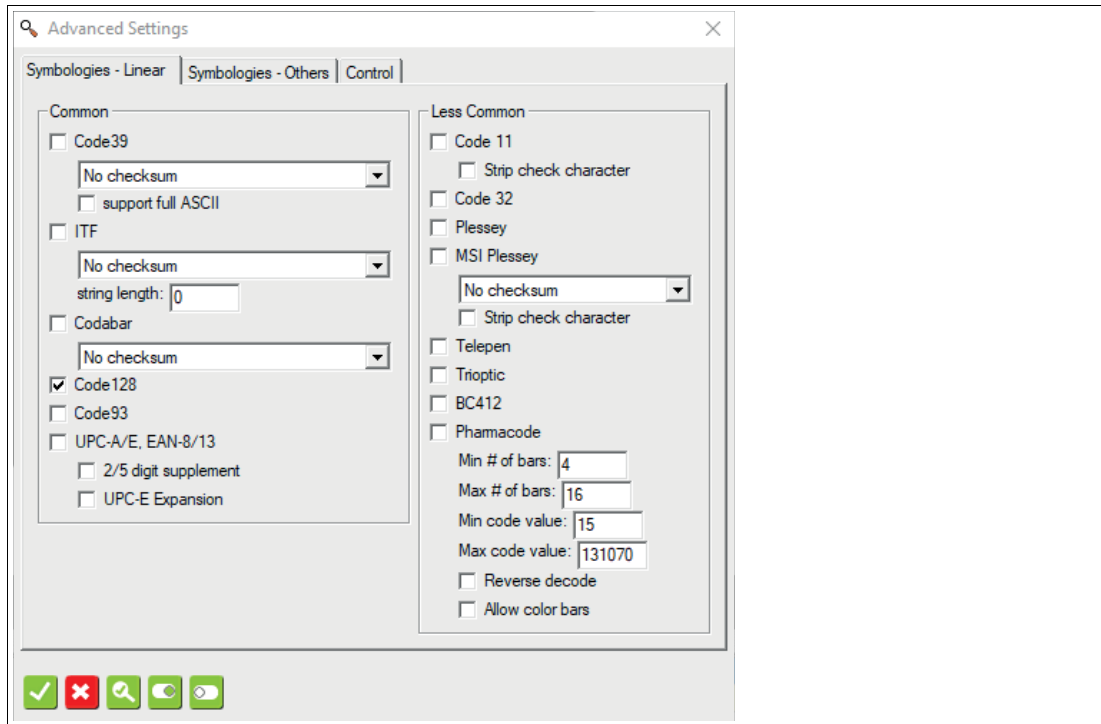 Advanced Settings
Symbologies - Linear
Symbologies - Others
Control
Common
Code39
No checksum
support full ASCII
ITF
No checksum
string length: 0
Codabar
No checksum
Code128
Code93
UPC-A/E, EAN-8/13
2/5 digit supplement
UPC-E Expansion
Less Common
Code 11
Strip check character
Code 32
Plessey
MSI Plessey
No checksum
Strip check character
Telepen
Trioptic
BC412
Pharmacode
Min # of bars: 4
Max # of bars: 16
Min code value: 15
Max code value: 131070
Reverse decode
Allow color bars